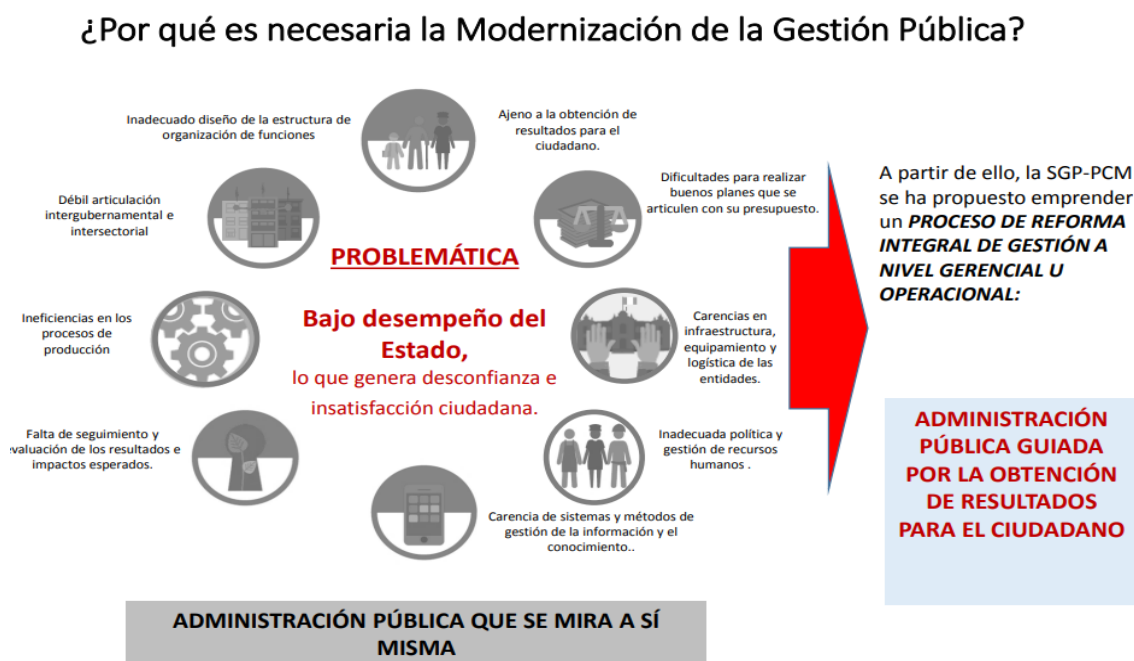 ¿Por qué es necesaria la Modernización de la Gestión Pública?
Inadecuado diseño de la estructura de
organización de funciones
Ajeno a la obtención de
resultados para el
ciudadano.
Débil articulación
intergubernamental e
intersectorial
Dificultades para realizar
buenos planes que se
articulen con su presupuesto.
PROBLEMÁTICA
Bajo desempeño del
Estado,
lo que genera desconfianza e
insatisfacción ciudadana.
Ineficiencias en los
procesos de
producción
Carencias en
infraestructura,
equipamiento y
logística de las
entidades.
Falta de seguimiento y
evaluación de los resultados e
impactos esperados.
Inadecuada política y
gestión de recursos
humanos .
Carencia de sistemas y métodos de
gestión de la información y el
conocimiento..
ADMINISTRACIÓN PÚBLICA QUE SE MIRA A SÍ
MISMA
A partir de ello, la SGP-PCM
se ha propuesto emprender
un PROCESO DE REFORMA
INTEGRAL DE GESTIÓN A
NIVEL GERENCIAL U
OPERACIONAL:
ADMINISTRACIÓN
PÚBLICA GUIADA
POR LA OBTENCIÓN
DE RESULTADOS
PARA EL CIUDADANO